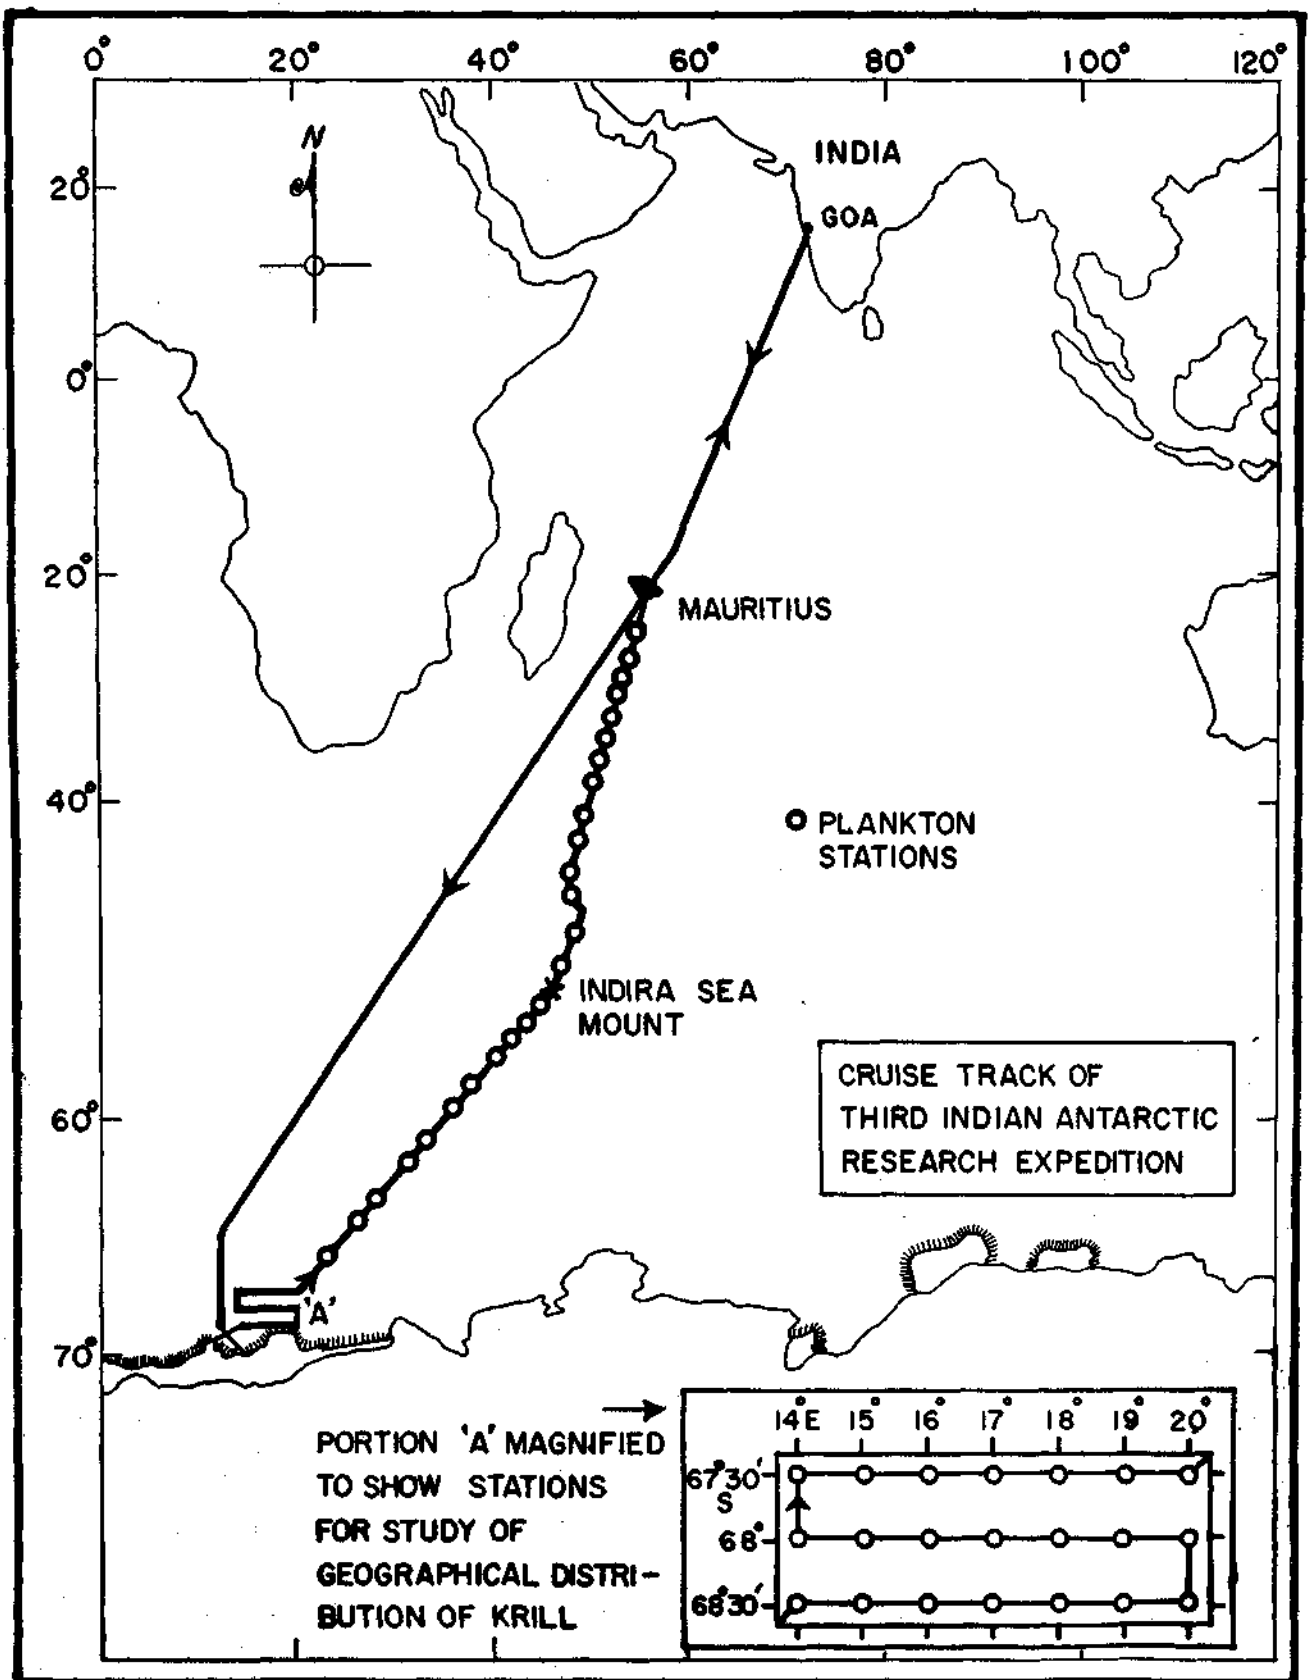 0° 20° 40° 60° 80° 100° 120°
N
20°
INDIA
GOA
0°
20°
MAURITIUS
40°
PLANKTON
STATIONS
INDIRA SEA
MOUNT
CRUISE TRACK OF
THIRD INDIAN ANTARCTIC
RESEARCH EXPEDITION
60°
'A'
70°
PORTION 'A' MAGNIFIED
TO SHOW STATIONS
FOR STUDY OF
GEOGRAPHICAL DISTRI-
BUTION OF KRILL
14°E 15° 16° 17° 18° 19° 20°
67°30'
S
68°
68°30'